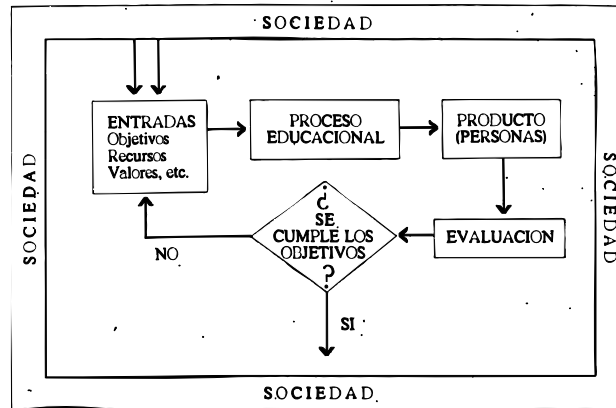 SOCIEDAD
SOCIEDAD
ENTRADAS
Objetivos
Recursos
Valores, etc.
PROCESO
EDUCACIONAL
PRODUCTO
(PERSONAS)
SOCIEDAD
¿
SE
CUMPLE LOS
OBJETIVOS
?
EVALUACION
NO
SI
SOCIEDAD